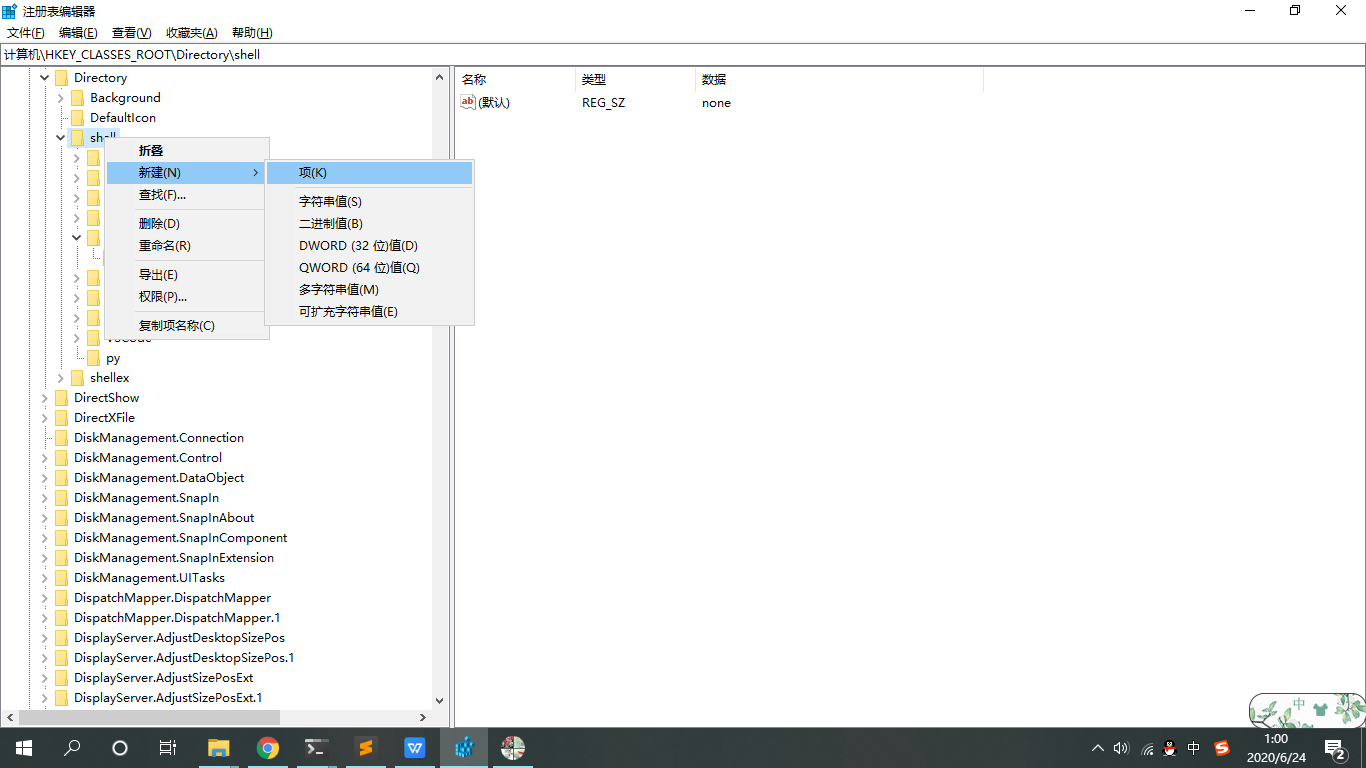 注册表编辑器
文件(F) 编辑(E) 查看(V) 收藏夹(A) 帮助(H)
计算机\HKEY_CLASSES_ROOT\Directory\shell
Directory
Background
DefaultIcon
shell
折叠
新建(N)
查找(F)...
删除(D)
重命名(R)
导出(E)
权限(P)...
复制项名称(C)
项(K)
字符串值(S)
二进制值(B)
DWORD (32 位)值(D)
QWORD (64 位)值(Q)
多字符串值(M)
可扩充字符串值(E)
py
shellex
DirectShow
DirectXFile
DiskManagement.Connection
DiskManagement.Control
DiskManagement.DataObject
DiskManagement.SnapIn
DiskManagement.SnapInAbout
DiskManagement.SnapInComponent
DiskManagement.SnapInExtension
DiskManagement.UITasks
DispatchMapper.DispatchMapper
DispatchMapper.DispatchMapper.1
DisplayServer.AdjustDesktopSizePos
DisplayServer.AdjustDesktopSizePos.1
DisplayServer.AdjustSizePosExt
DisplayServer.AdjustSizePosExt.1
名称 类型 数据
ab (默认) REG_SZ none
中
中
1:00
2020/6/24
2